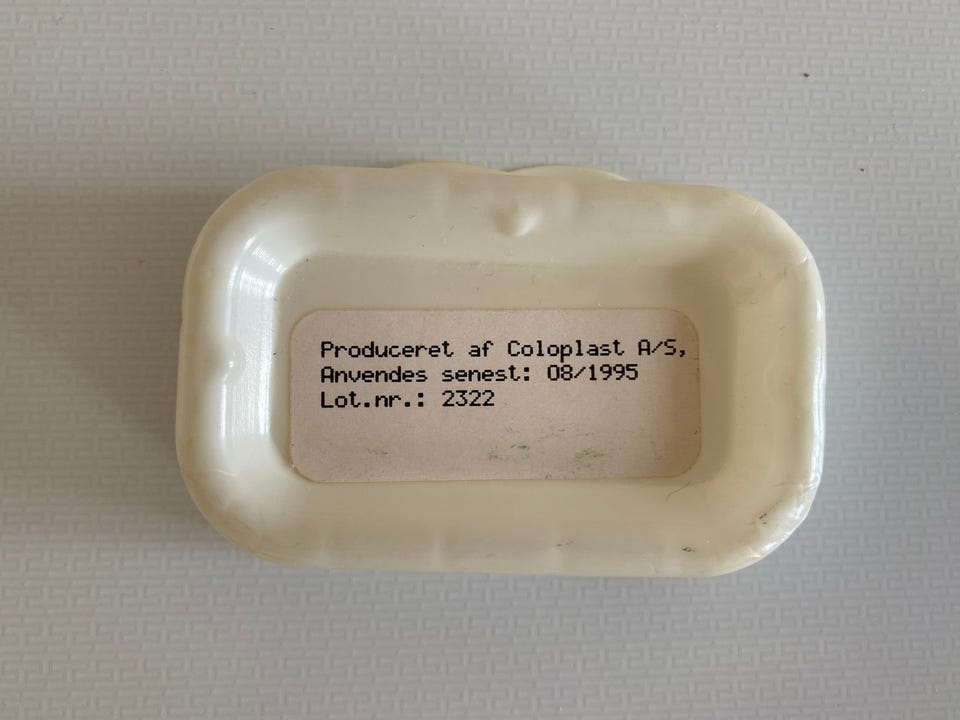 Produceret af Coloplast A/S,
Anvendes senest: 08/1995
Lot.nr.: 2322